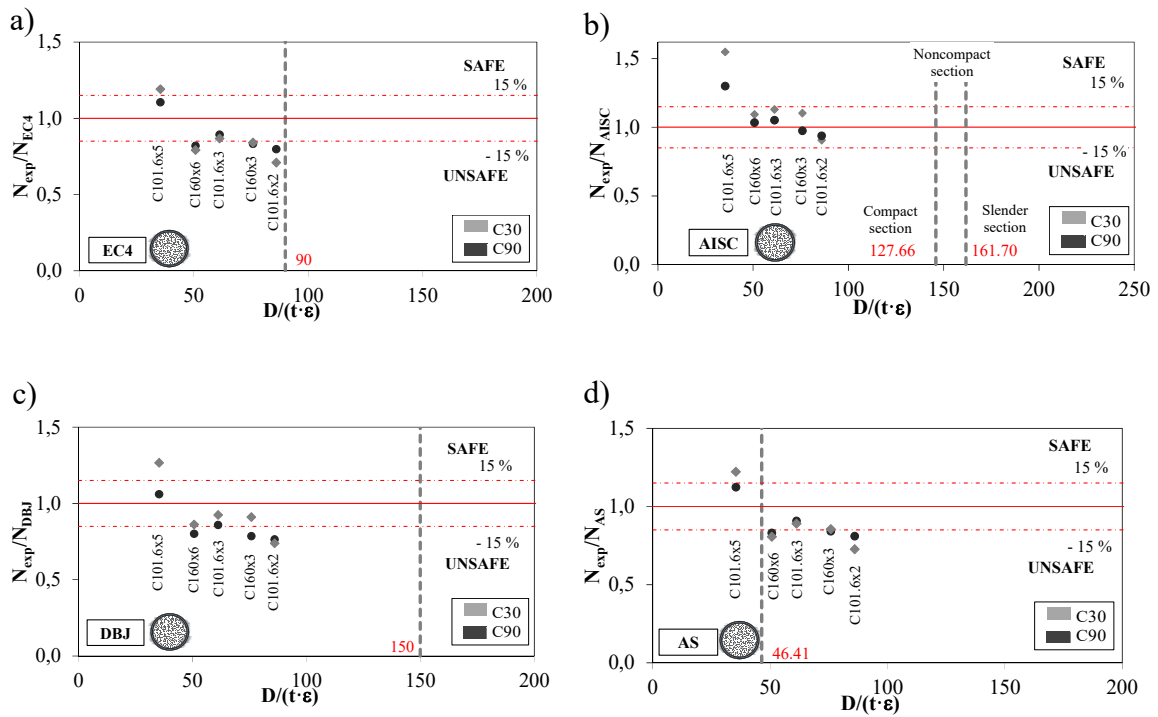 a)
1,5
1,0
0,5
0,0
N_exp/N_EC4
SAFE
15 %
- 15 %
UNSAFE
C101.6x5
C160x6
C101.6x3
C160x3
C101.6x2
C30
C90
EC4
90
0
50
100
150
200
D/(t·ε)
b)
1,5
1,0
0,5
0,0
N_exp/N_AISC
Noncompact
section
SAFE
15 %
- 15 %
UNSAFE
C101.6x5
C160x6
C101.6x3
C160x3
C101.6x2
Compact
section
127.66
Slender
section
161.70
C30
C90
AISC
0
50
100
150
200
250
D/(t·ε)
c)
1,5
1,0
0,5
0,0
N_exp/N_DBJ
SAFE
15 %
- 15 %
UNSAFE
C101.6x5
C160x6
C101.6x3
C160x3
C101.6x2
C30
C90
DBJ
150
0
50
100
150
200
D/(t·ε)
d)
1,5
1,0
0,5
0,0
N_exp/N_AS
SAFE
15 %
- 15 %
UNSAFE
C101.6x5
C160x6
C101.6x3
C160x3
C101.6x2
C30
C90
AS
46.41
0
50
100
150
200
D/(t·ε)